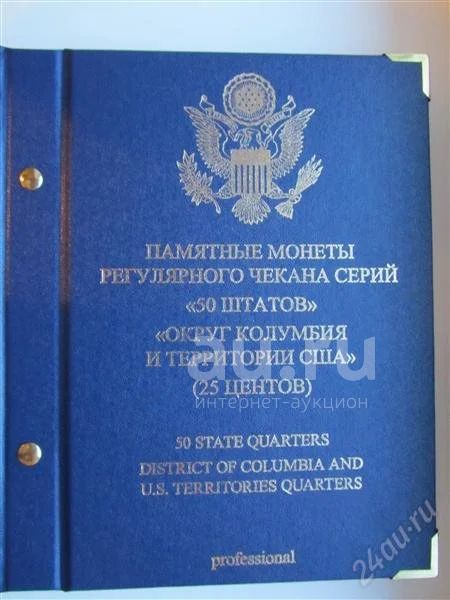 ПАМЯТНЫЕ МОНЕТЫ
РЕГУЛЯРНОГО ЧЕКАНА СЕРИЙ
«50 ШТАТОВ»
«ОКРУГ КОЛУМБИЯ
И ТЕРРИТОРИИ США»
(25 ЦЕНТОВ)
au.ru
интернет-аукцион
50 STATE QUARTERS
DISTRICT OF COLUMBIA AND
U.S. TERRITORIES QUARTERS
professional
24au.ru